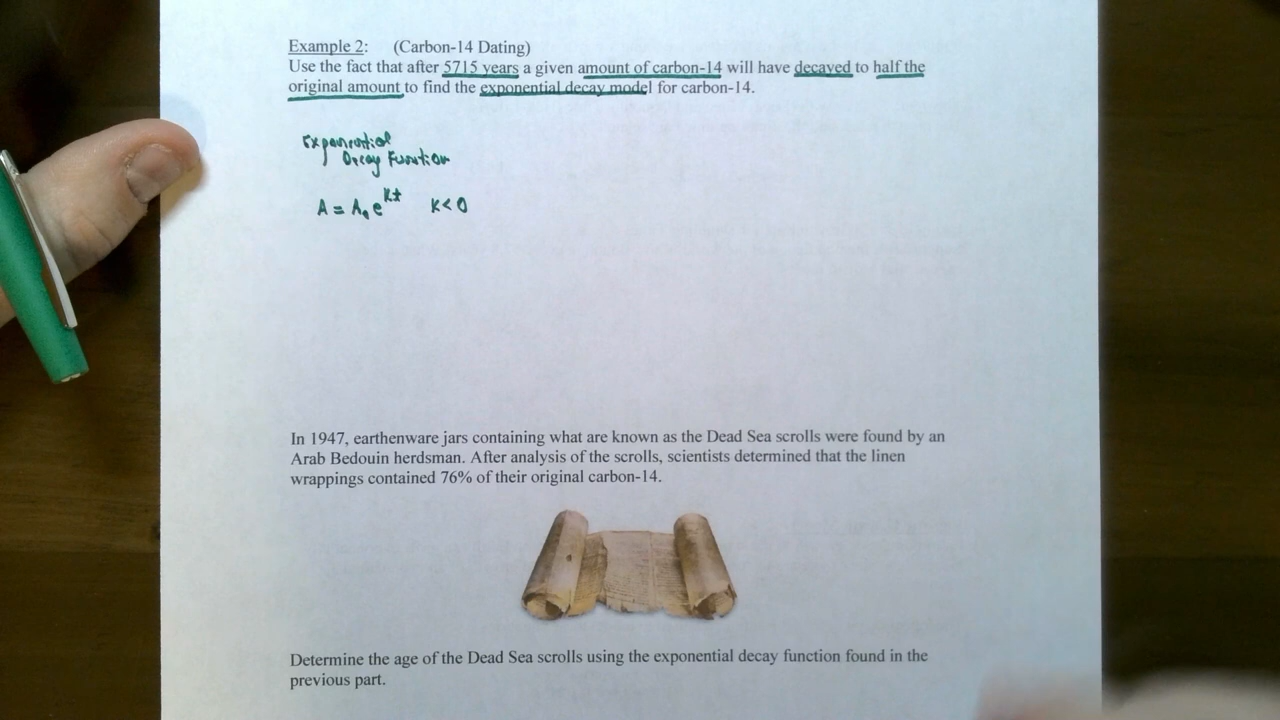 Example 2: (Carbon-14 Dating)
Use the fact that after 5715 years a given amount of carbon-14 will have decayed to half the
original amount to find the exponential decay model for carbon-14.
Exponential
Decay Function
A = A₀ e^{kt} K < 0
In 1947, earthenware jars containing what are known as the Dead Sea scrolls were found by an
Arab Bedouin herdsman. After analysis of the scrolls, scientists determined that the linen
wrappings contained 76% of their original carbon-14.
Determine the age of the Dead Sea scrolls using the exponential decay function found in the
previous part.